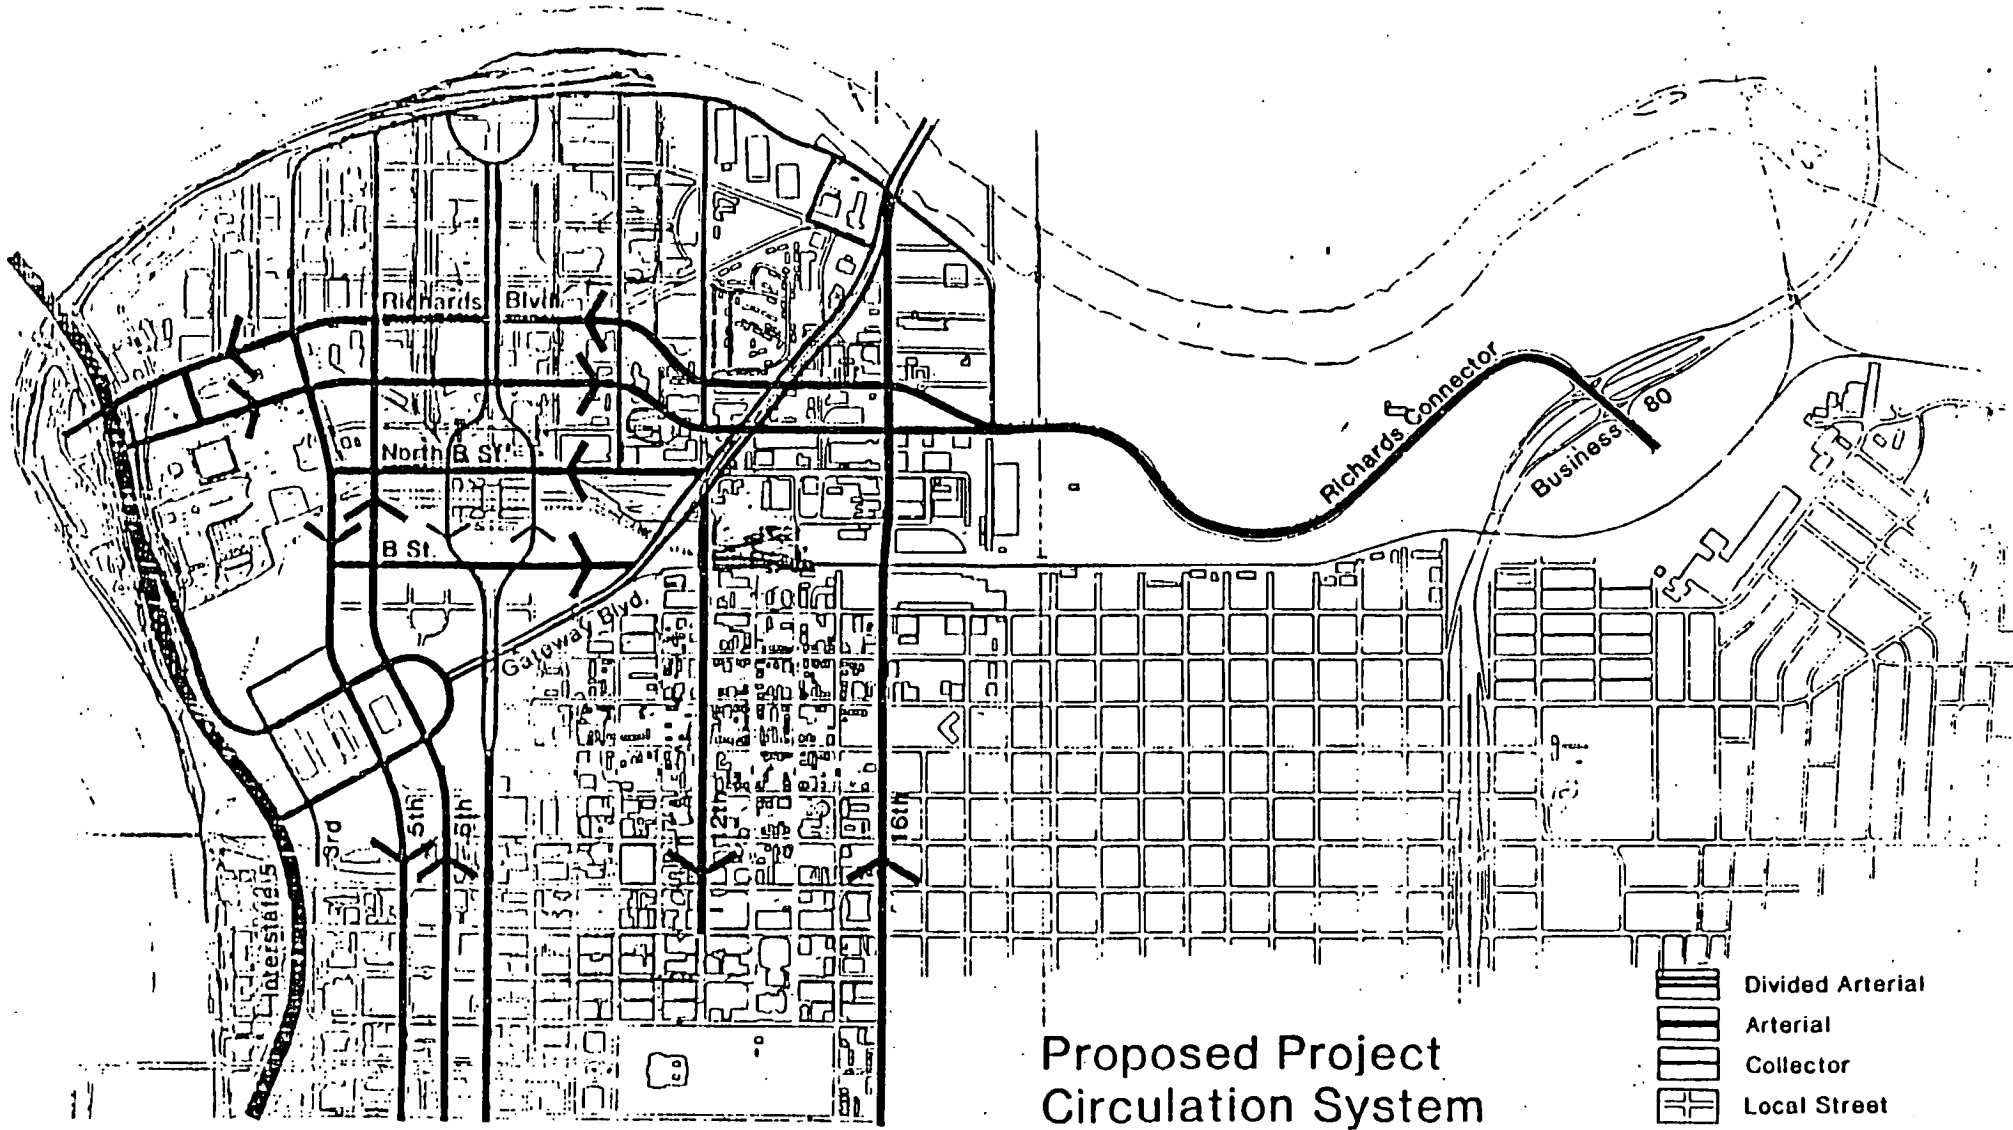 Richards Blvd.
North B St.
B St.
Gateway Blvd.
Richards Connector
Business 80
3rd
5th
5th
12th
16th
Interstate 5
Divided Arterial
Arterial
Collector
Local Street
Proposed Project
Circulation System